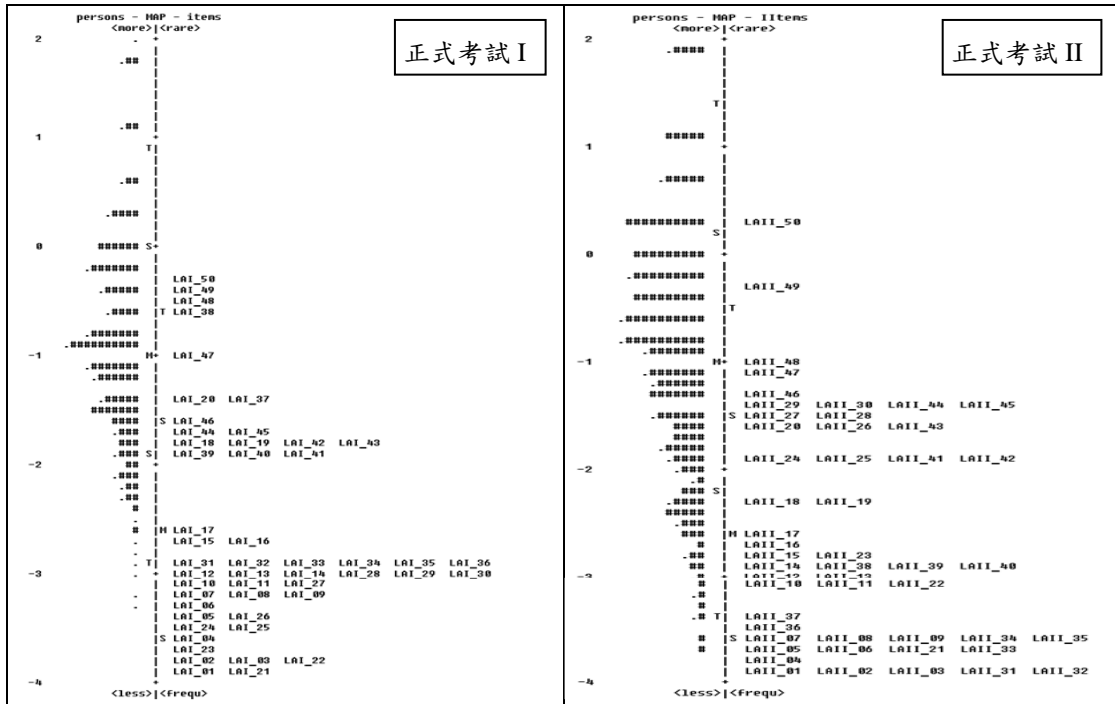 persons - MAP - items
<more>|<rare>
正式考試 I
2
1
T
0
S
LAI_50
LAI_49
LAI_48
T LAI_38
-1
M
LAI_47
LAI_20 LAI_37
S LAI_46
LAI_44 LAI_45
LAI_18 LAI_19 LAI_42 LAI_43
S
LAI_39 LAI_40 LAI_41
-2
M LAI_17
LAI_15 LAI_16
T
LAI_31 LAI_32 LAI_33 LAI_34 LAI_35 LAI_36
-3
LAI_12 LAI_13 LAI_14 LAI_28 LAI_29 LAI_30
LAI_10 LAI_11 LAI_27
LAI_07 LAI_08 LAI_09
LAI_06
LAI_05 LAI_26
LAI_24 LAI_25
S LAI_04
LAI_23
LAI_02 LAI_03 LAI_22
LAI_01 LAI_21
-4
<less>|<frequ>
persons - MAP - IItems
<more>|<rare>
正式考試 II
2
T
1
LAII_50
S
0
LAII_49
T
-1
M
LAII_48
LAII_47
LAII_46
LAII_29 LAII_30 LAII_44 LAII_45
S LAII_27 LAII_28
LAII_20 LAII_26 LAII_43
LAII_24 LAII_25 LAII_41 LAII_42
-2
S
LAII_18 LAII_19
M LAII_17
LAII_16
LAII_15 LAII_23
LAII_14 LAII_38 LAII_39 LAII_40
-3
LAII_12 LAII_13
LAII_10 LAII_11 LAII_22
T
LAII_37
LAII_36
S LAII_07 LAII_08 LAII_09 LAII_34 LAII_35
LAII_05 LAII_06 LAII_21 LAII_33
LAII_04
LAII_01 LAII_02 LAII_03 LAII_31 LAII_32
-4
<less>|<frequ>